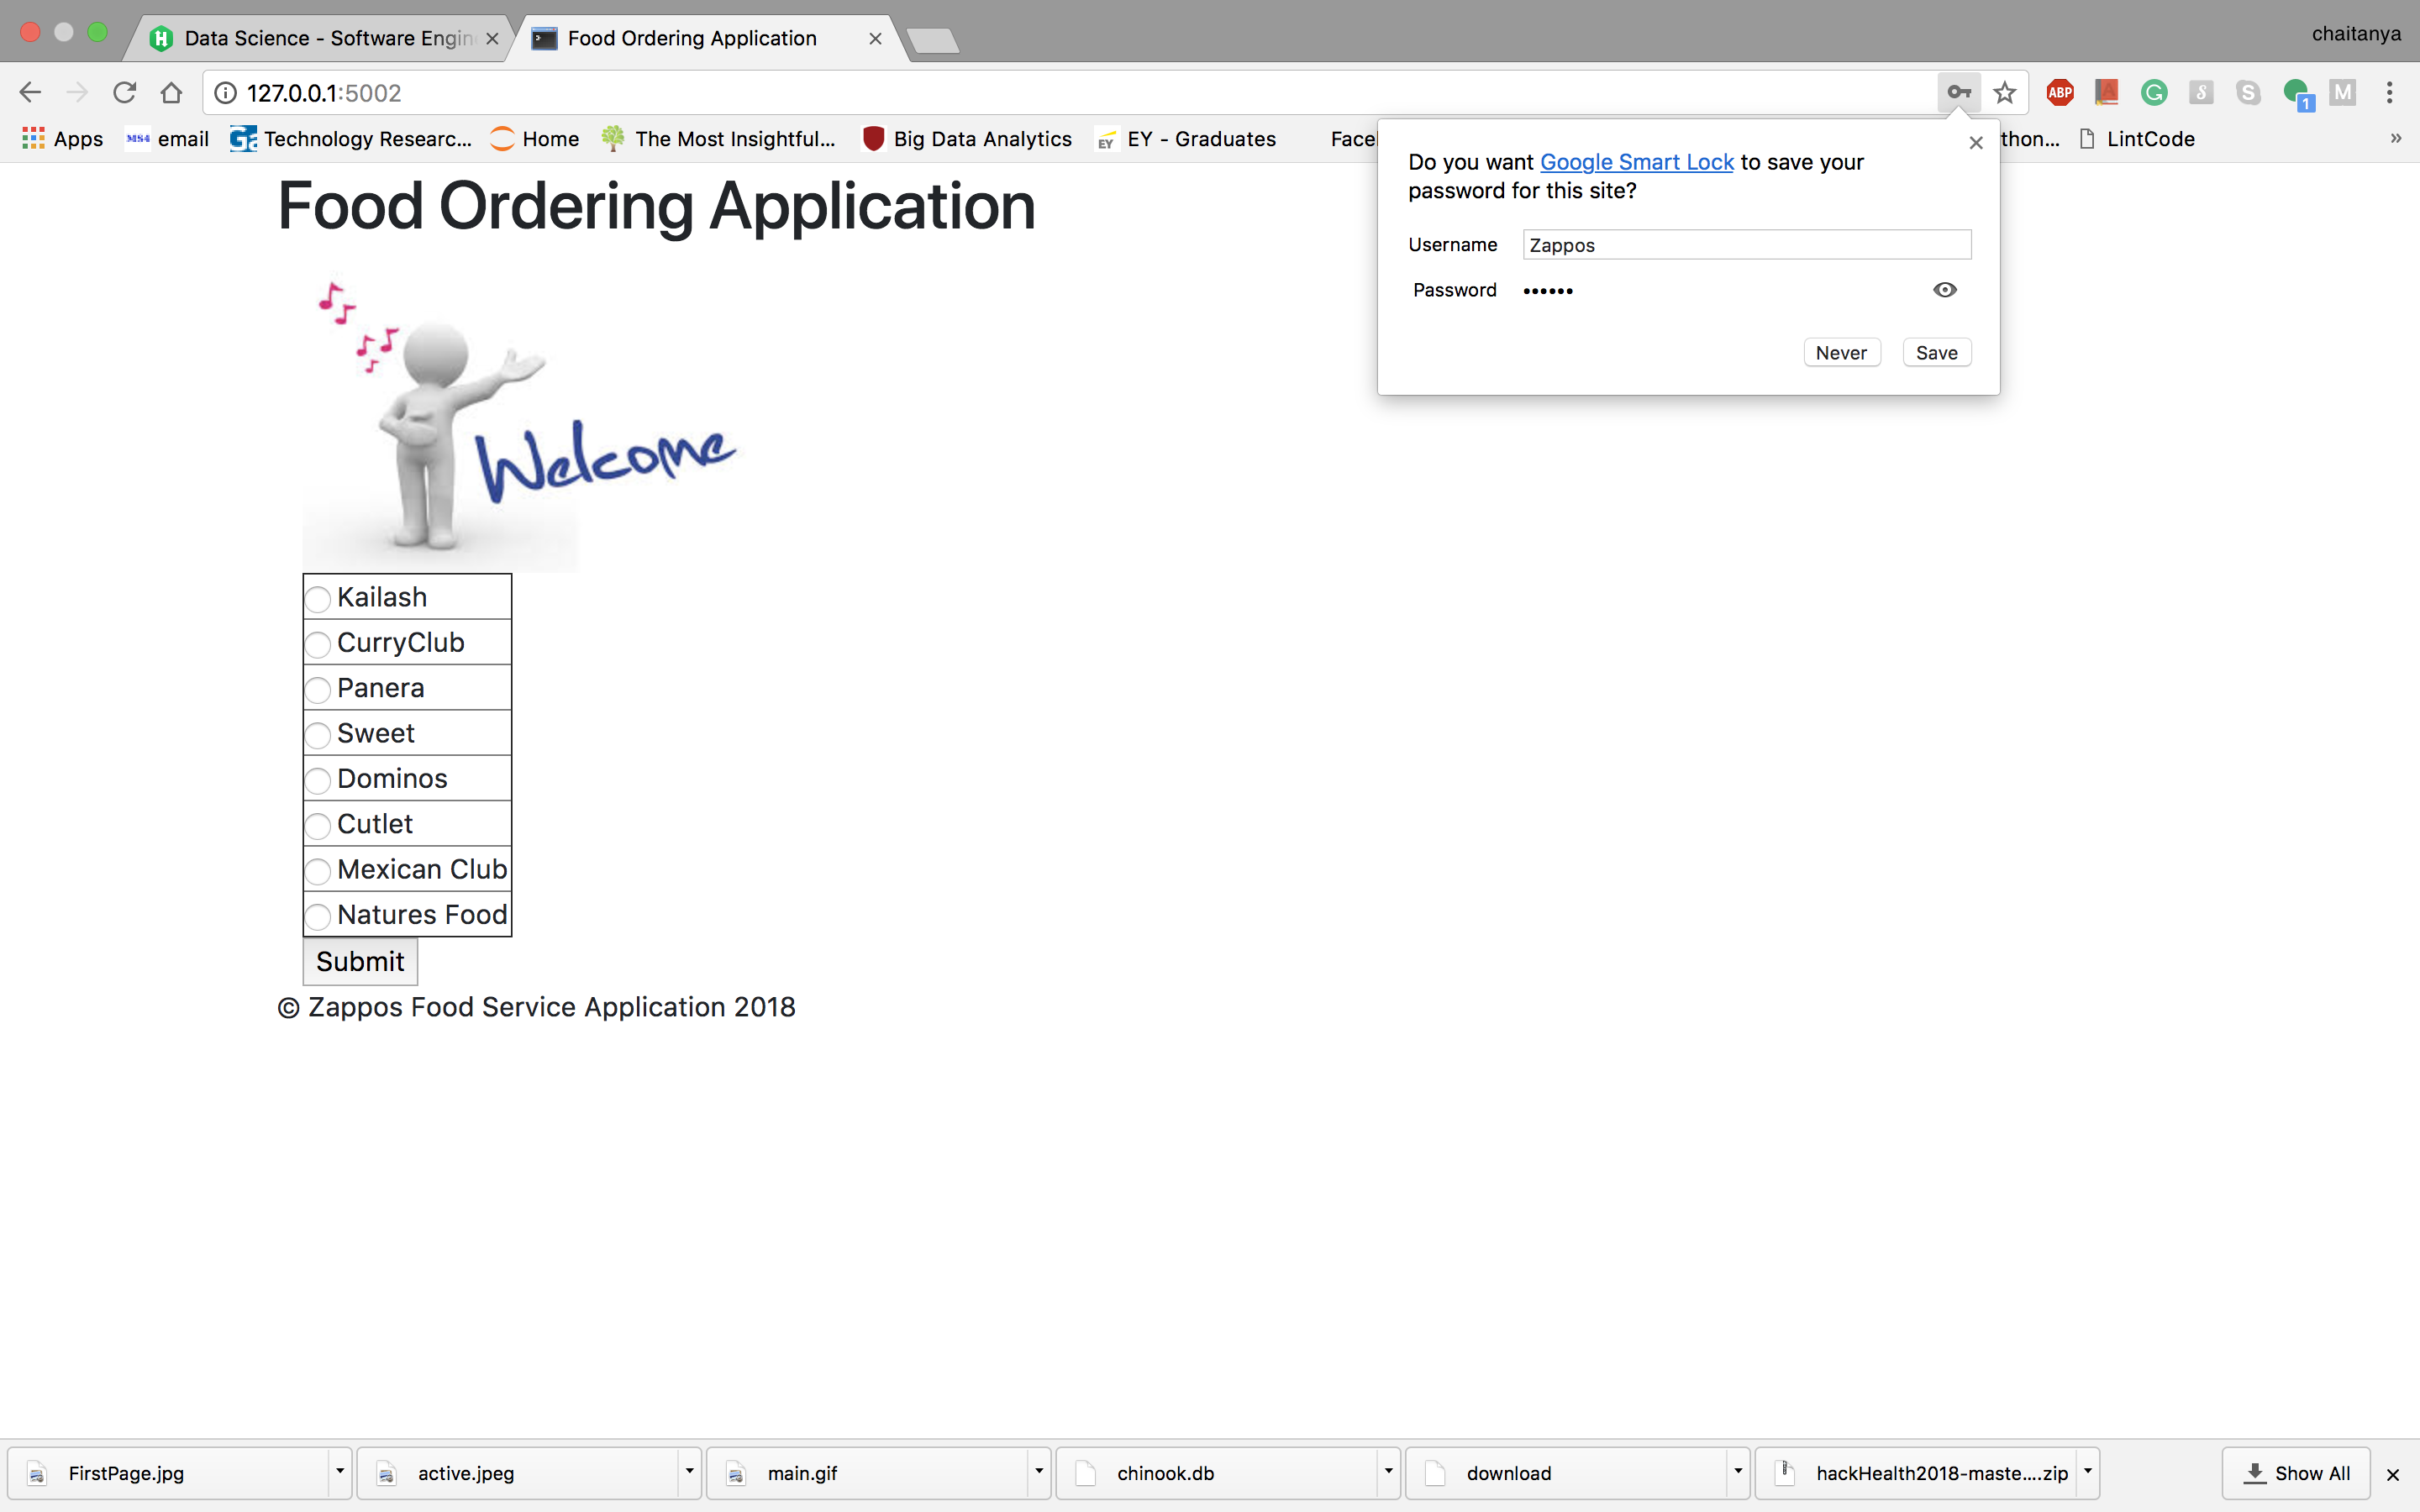 Data Science - Software Engin
Food Ordering Application
chaitanya
127.0.0.1:5002
ABP
1
M
Apps
email
Technology Researc...
Home
The Most Insightful...
Big Data Analytics
EY - Graduates
Facel
thon...
LintCode
»
Do you want Google Smart Lock to save your
password for this site?
Username Zappos
Password ••••••
Never Save
Food Ordering Application
Welcome
Kailash
CurryClub
Panera
Sweet
Dominos
Cutlet
Mexican Club
Natures Food
Submit
© Zappos Food Service Application 2018
FirstPage.jpg
active.jpeg
main.gif
chinook.db
download
hackHealth2018-maste....zip
Show All